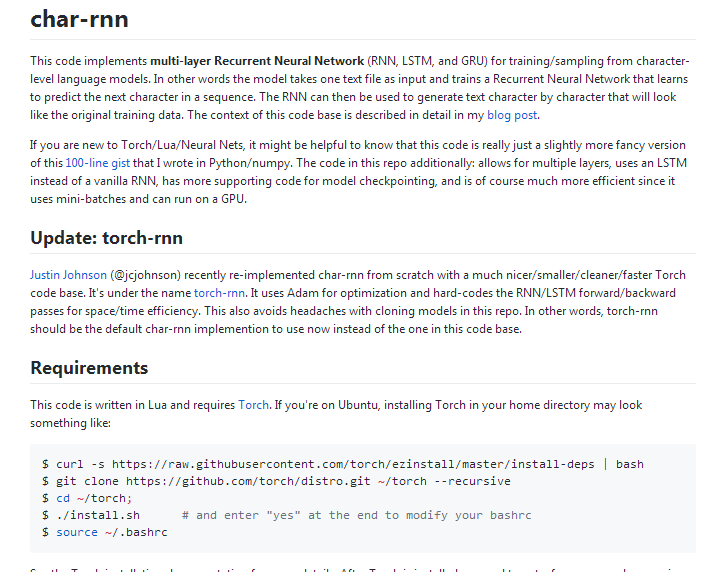 char-rnn
This code implements multi-layer Recurrent Neural Network (RNN, LSTM, and GRU) for training/sampling from character-
level language models. In other words the model takes one text file as input and trains a Recurrent Neural Network that learns
to predict the next character in a sequence. The RNN can then be used to generate text character by character that will look
like the original training data. The context of this code base is described in detail in my blog post.
If you are new to Torch/Lua/Neural Nets, it might be helpful to know that this code is really just a slightly more fancy version
of this 100-line gist that I wrote in Python/numpy. The code in this repo additionally: allows for multiple layers, uses an LSTM
instead of a vanilla RNN, has more supporting code for model checkpointing, and is of course much more efficient since it
uses mini-batches and can run on a GPU.
Update: torch-rnn
Justin Johnson (@jcjohnson) recently re-implemented char-rnn from scratch with a much nicer/smaller/cleaner/faster Torch
code base. It's under the name torch-rnn. It uses Adam for optimization and hard-codes the RNN/LSTM forward/backward
passes for space/time efficiency. This also avoids headaches with cloning models in this repo. In other words, torch-rnn
should be the default char-rnn implemention to use now instead of the one in this code base.
Requirements
This code is written in Lua and requires Torch. If you're on Ubuntu, installing Torch in your home directory may look
something like:
$ curl -s https://raw.githubusercontent.com/torch/ezinstall/master/install-deps | bash
$ git clone https://github.com/torch/distro.git ~/torch --recursive
$ cd ~/torch;
$ ./install.sh      # and enter "yes" at the end to modify your bashrc
$ source ~/.bashrc